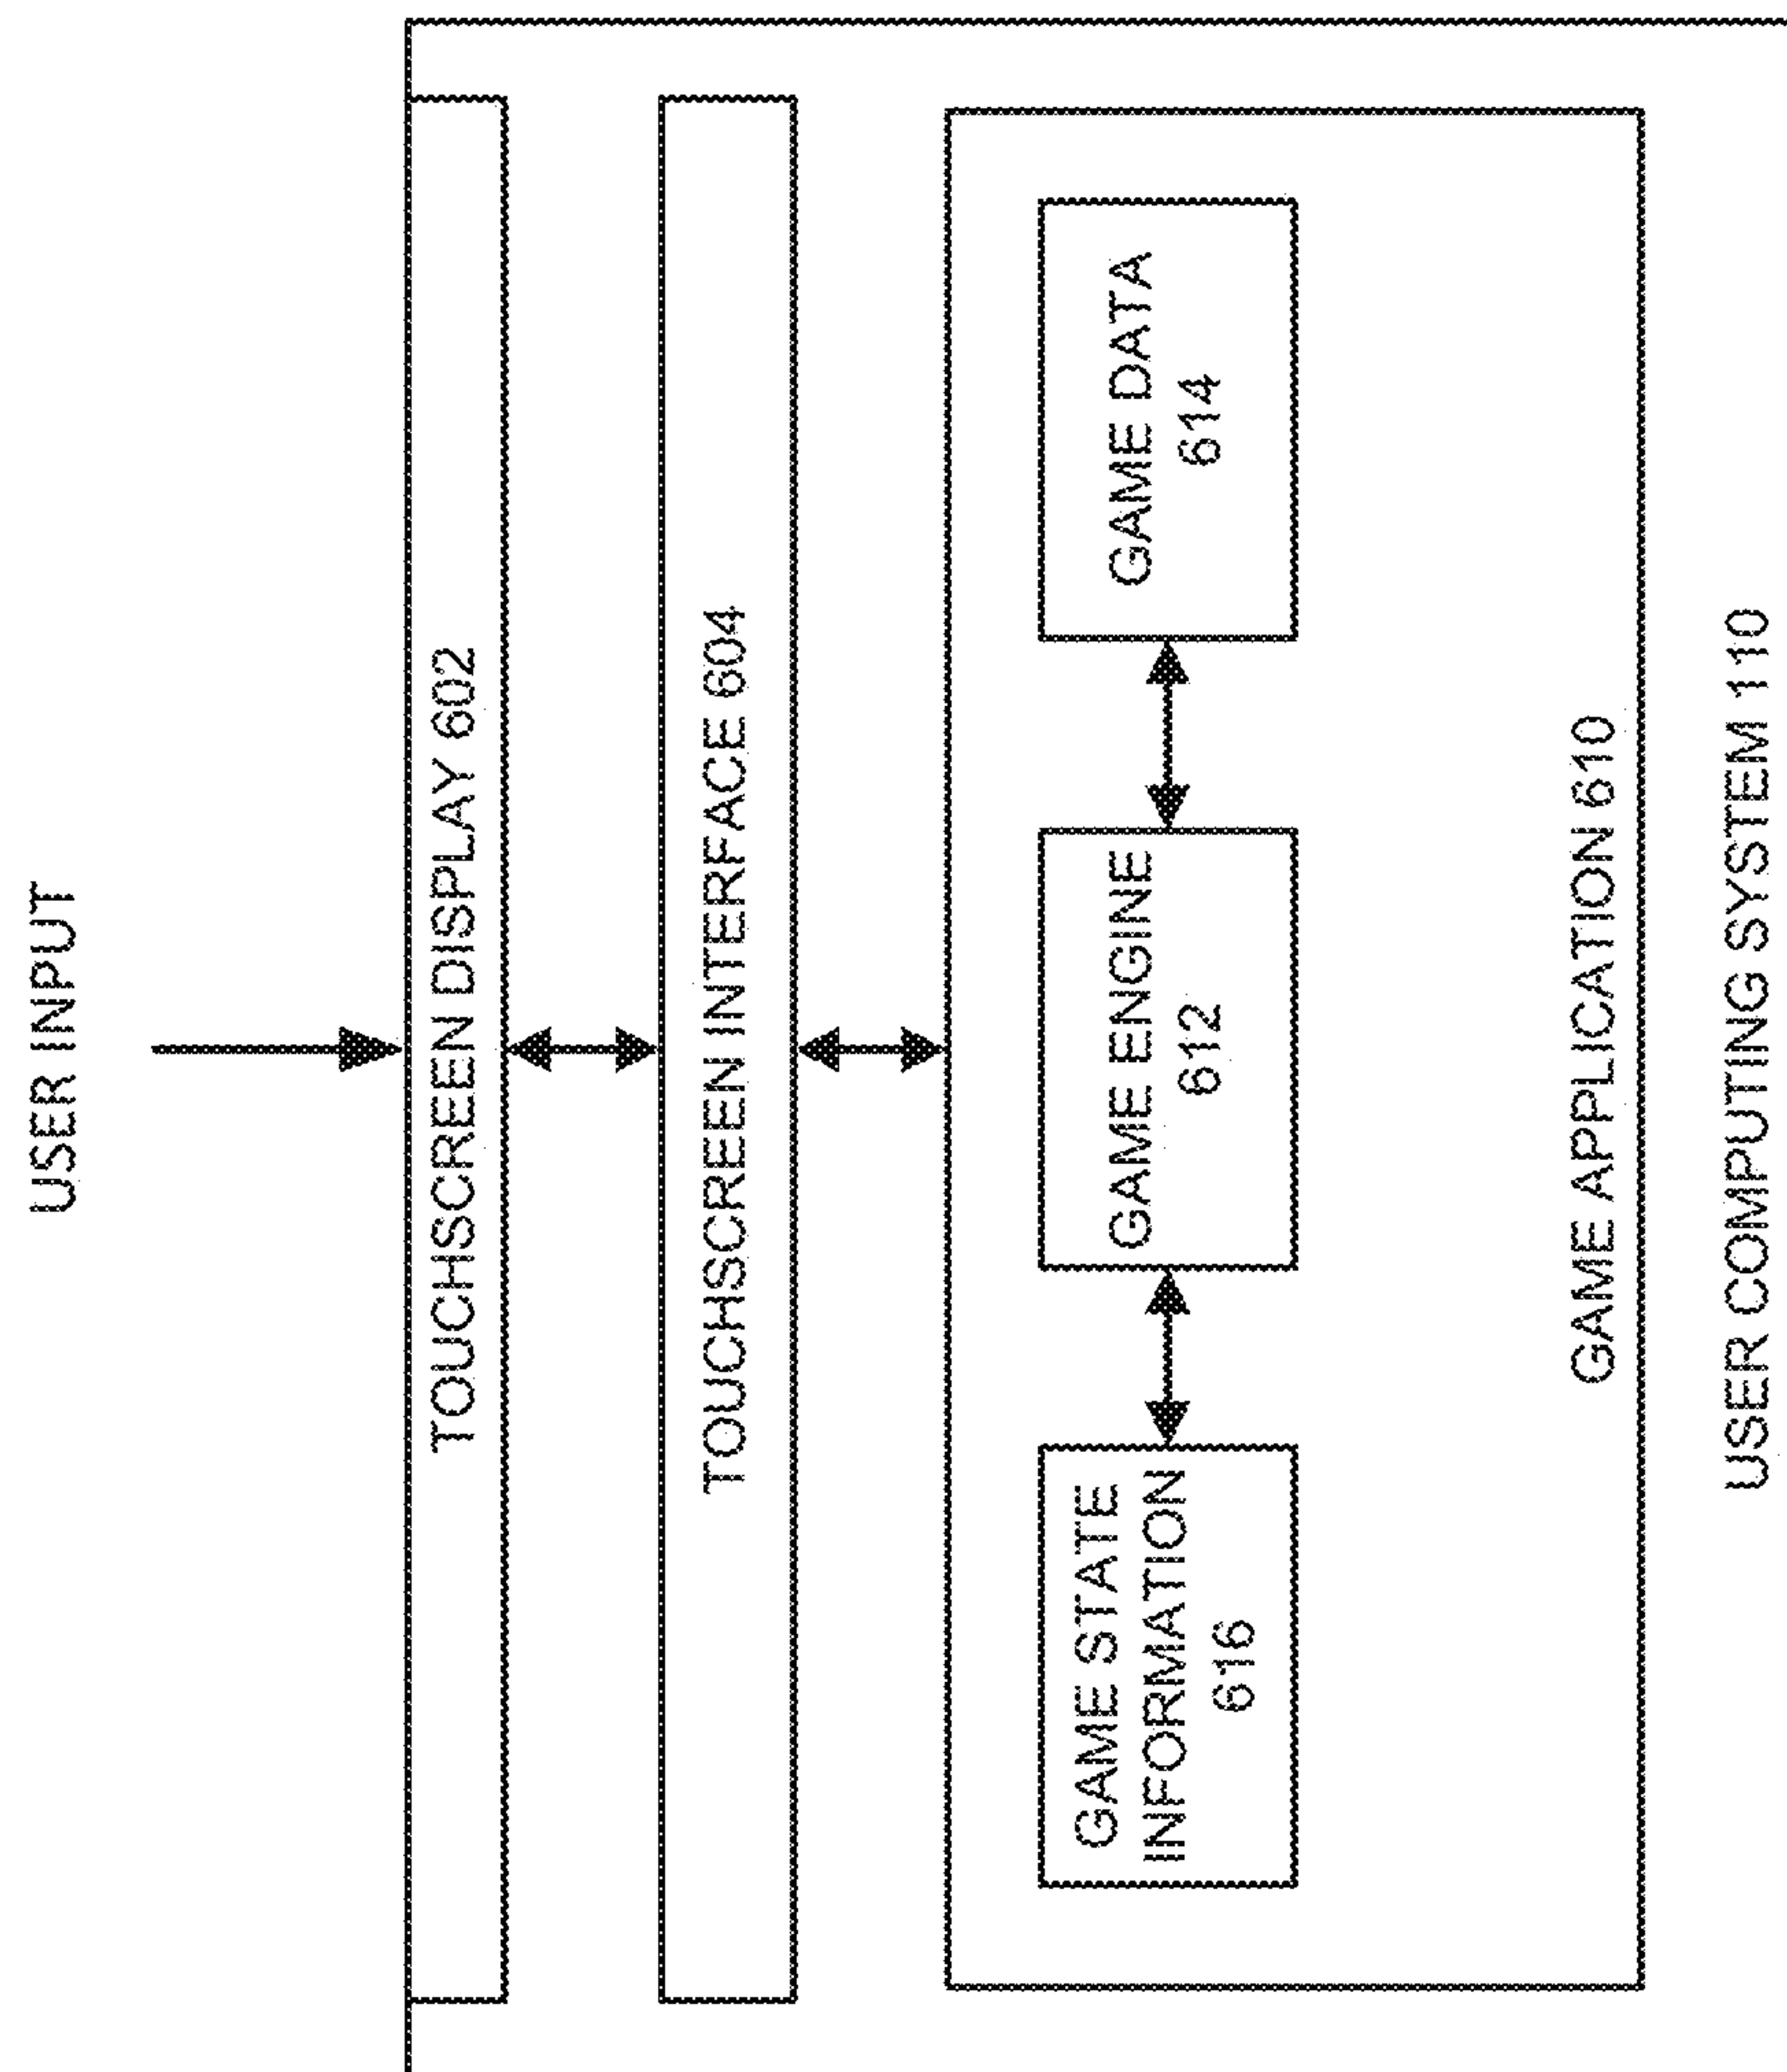 USER INPUT
TOUCHSCREEN DISPLAY 602
TOUCHSCREEN INTERFACE 604
GAME STATE
INFORMATION
616
GAME ENGINE
612
GAME DATA
614
GAME APPLICATION 610
USER COMPUTING SYSTEM 110